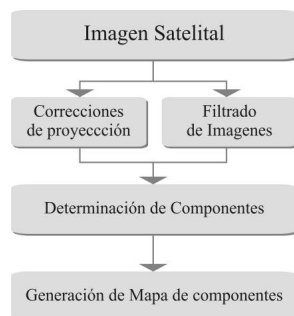 Imagen Satelital
Correcciones
de proyeccción
Filtrado
de Imagenes
Determinación de Componentes
Generación de Mapa de componentes